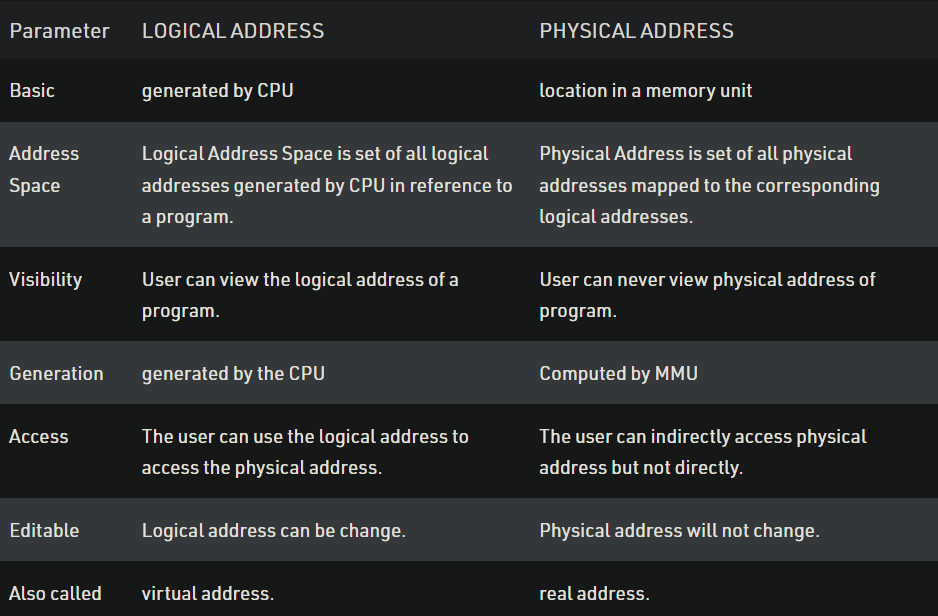 Parameter LOGICAL ADDRESS PHYSICAL ADDRESS
Basic generated by CPU location in a memory unit
Address Logical Address Space is set of all logical Physical Address is set of all physical
Space addresses generated by CPU in reference to addresses mapped to the corresponding
a program. logical addresses.
Visibility User can view the logical address of a User can never view physical address of
program. program.
Generation generated by the CPU Computed by MMU
Access The user can use the logical address to The user can indirectly access physical
access the physical address. address but not directly.
Editable Logical address can be change. Physical address will not change.
Also called virtual address. real address.